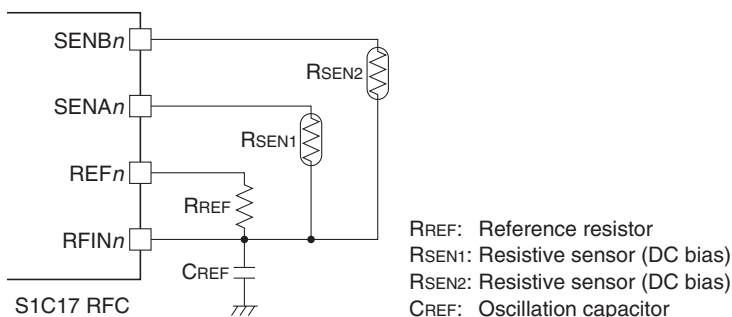 SENBn
RSEN2
SENAn
RSEN1
REFn
RREF
RFINn
CREF
S1C17 RFC
RREF: Reference resistor
RSEN1: Resistive sensor (DC bias)
RSEN2: Resistive sensor (DC bias)
CREF: Oscillation capacitor